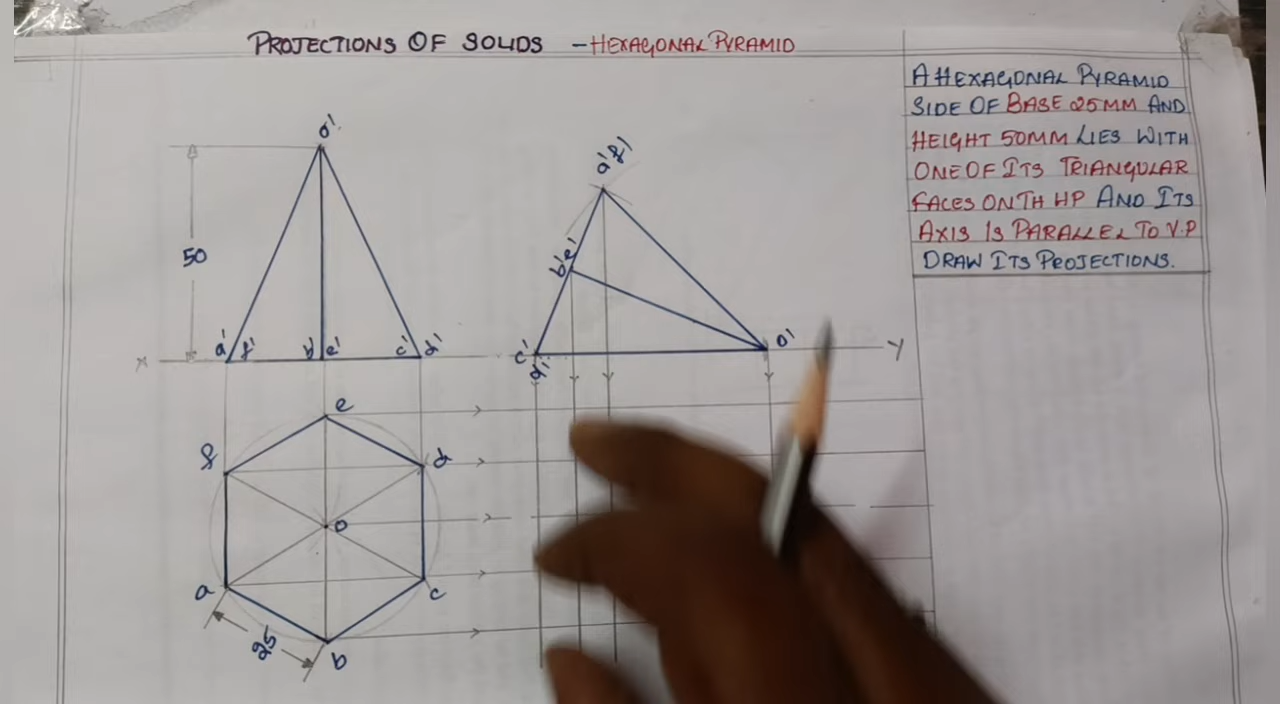 PROJECTIONS OF SOLIDS - HEXAGONAL PYRAMID
A HEXAGONAL PYRAMID
SIDE OF BASE 25MM AND
HEIGHT 50MM LIES WITH
ONE OF ITS TRIANGULAR
FACES ON TH HP AND ITS
AXIS IS PARALLEL TO V.P
DRAW ITS PROJECTIONS.
o'
50
a' f' b' e' c' d'
X
a' f'
b' e'
c' d'
o'
Y
e
f
d
o
a
c
25
b